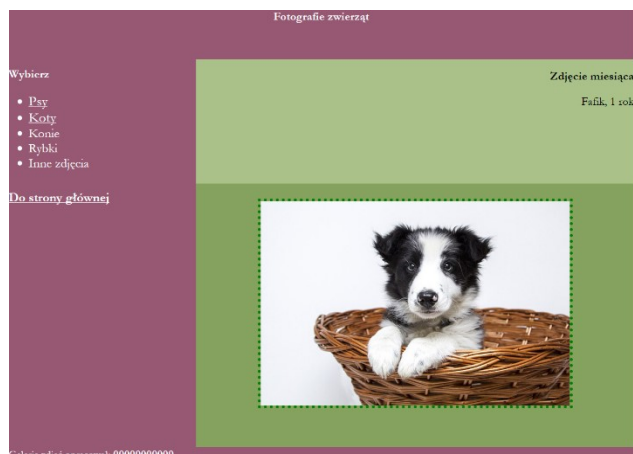 Fotografie zwierząt
Wybierz
Psy
Koty
Konie
Rybki
Inne zdjęcia
Do strony głównej
Zdjęcie miesiąca
Fafik, 1 rok